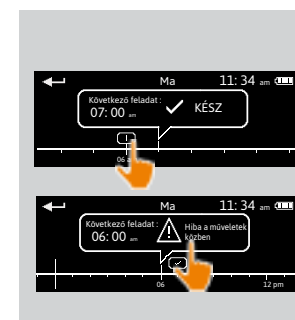 Ma 11:34 am
Következő feladat:
07:00 am
KÉSZ
06 a
Ma 11:34 am
Következő feladat:
06:00 am
Hiba a műveletek
közben
06 12 pm